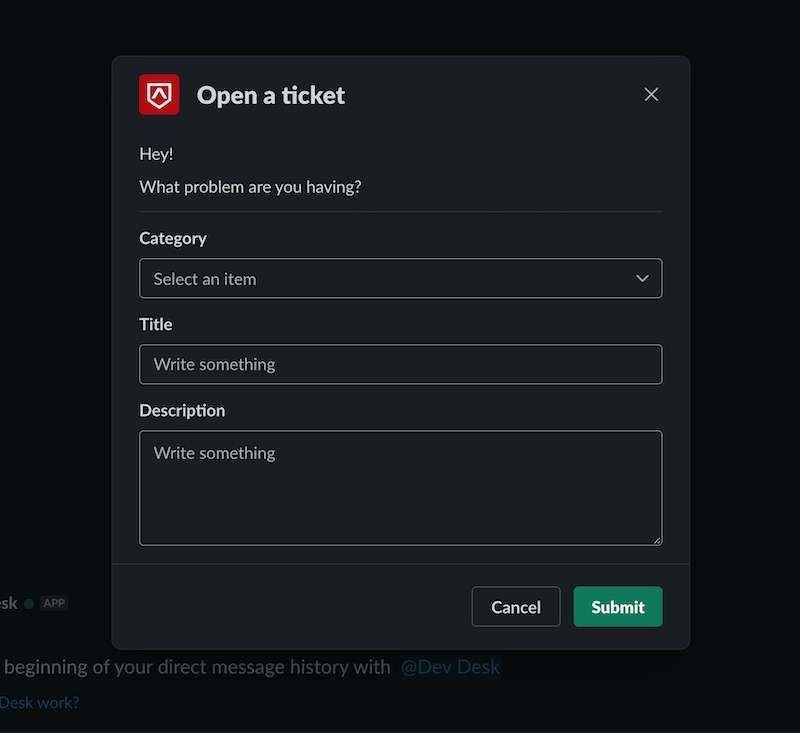 Open a ticket
Hey!
What problem are you having?
Category
Select an item
Title
Write something
Description
Write something
Cancel
Submit
esk APP
beginning of your direct message history with @Dev Desk
Desk work?